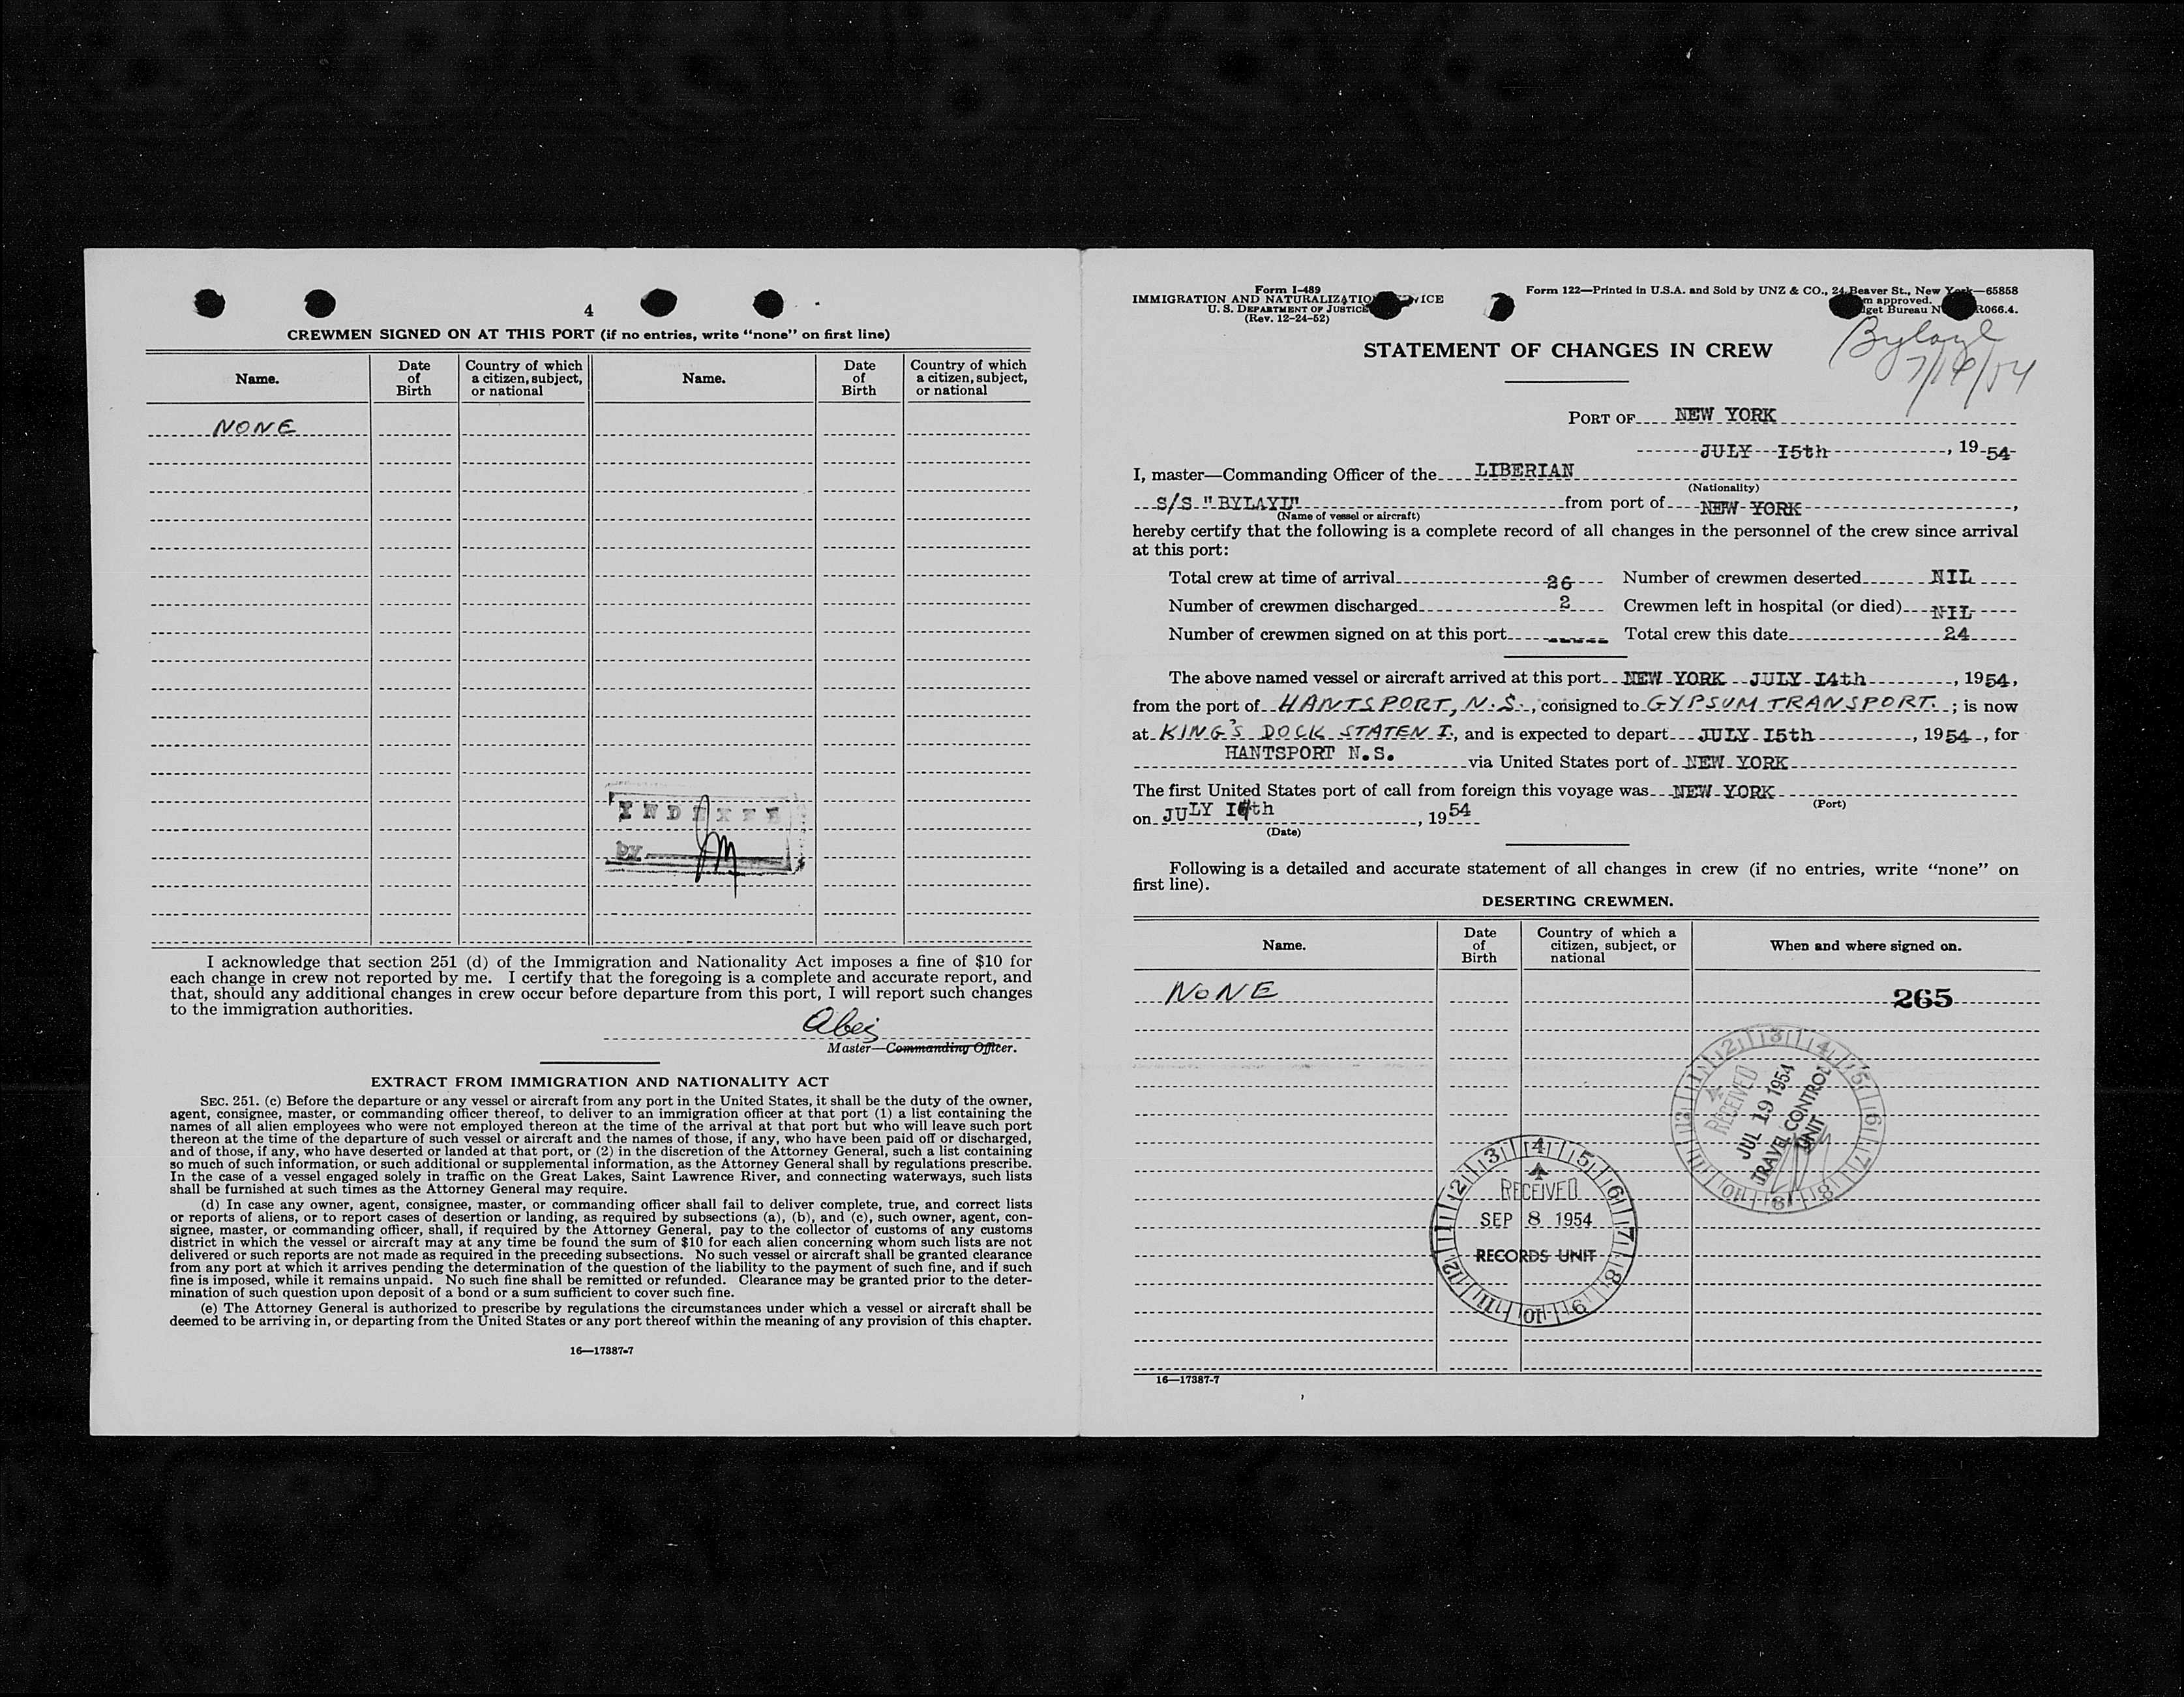 4
CREWMEN SIGNED ON AT THIS PORT (if no entries, write “none” on first line)
Name. Date of Birth Country of which a citizen, subject, or national Name. Date of Birth Country of which a citizen, subject, or national
NONE
INDEXED
by
I acknowledge that section 251 (d) of the Immigration and Nationality Act imposes a fine of $10 for
each change in crew not reported by me. I certify that the foregoing is a complete and accurate report, and
that, should any additional changes in crew occur before departure from this port, I will report such changes
to the immigration authorities.
Master—Commanding Officer.
EXTRACT FROM IMMIGRATION AND NATIONALITY ACT
SEC. 251. (c) Before the departure or any vessel or aircraft from any port in the United States, it shall be the duty of the owner,
agent, consignee, master, or commanding officer thereof, to deliver to an immigration officer at that port (1) a list containing the
names of all alien employees who were not employed thereon at the time of the arrival at that port but who will leave such port
thereon at the time of the departure of such vessel or aircraft and the names of those, if any, who have been paid off or discharged,
and of those, if any, who have deserted or landed at that port, or (2) in the discretion of the Attorney General, such a list containing
so much of such information, or such additional or supplemental information, as the Attorney General shall by regulations prescribe.
In the case of a vessel engaged solely in traffic on the Great Lakes, Saint Lawrence River, and connecting waterways, such lists
shall be furnished at such times as the Attorney General may require.
(d) In case any owner, agent, consignee, master, or commanding officer shall fail to deliver complete, true, and correct lists
or reports of aliens, or to report cases of desertion or landing, as required by subsections (a), (b), and (c), such owner, agent, con-
signee, master, or commanding officer, shall, if required by the Attorney General, pay to the collector of customs of any customs
district in which the vessel or aircraft may at any time be found the sum of $10 for each alien concerning whom such lists are not
delivered or such reports are not made as required in the preceding subsections. No such vessel or aircraft shall be granted clearance
from any port at which it arrives pending the determination of the question of the liability to the payment of such fine, and if such
fine is imposed, while it remains unpaid. No such fine shall be remitted or refunded. Clearance may be granted prior to the deter-
mination of such question upon deposit of a bond or a sum sufficient to cover such fine.
(e) The Attorney General is authorized to prescribe by regulations the circumstances under which a vessel or aircraft shall be
deemed to be arriving in, or departing from the United States or any port thereof within the meaning of any provision of this chapter.
16—17387-7
Form I-489
IMMIGRATION AND NATURALIZATION SERVICE
U. S. DEPARTMENT OF JUSTICE
(Rev. 12-24-52)
Form 122—Printed in U.S.A. and Sold by UNZ & CO., 24 Beaver St., New York—65858
m approved.
get Bureau N R066.4.
Bylayl
7/14/54
STATEMENT OF CHANGES IN CREW
PORT OF NEW YORK
JULY 15th, 1954
I, master—Commanding Officer of the LIBERIAN
(Nationality)
S/S "BYLAYL" from port of NEW YORK,
(Name of vessel or aircraft)
hereby certify that the following is a complete record of all changes in the personnel of the crew since arrival
at this port:
Total crew at time of arrival 26 Number of crewmen deserted NIL
Number of crewmen discharged 2 Crewmen left in hospital (or died) NIL
Number of crewmen signed on at this port Total crew this date 24
The above named vessel or aircraft arrived at this port NEW YORK JULY 14th, 1954,
from the port of HANTSPORT, N.S., consigned to GYPSUM TRANSPORT.; is now
at KING'S DOCK STATEN I., and is expected to depart JULY 15th, 1954, for
HANTSPORT N.S. via United States port of NEW YORK
The first United States port of call from foreign this voyage was NEW YORK
(Port)
on JULY 14th, 1954
(Date)
Following is a detailed and accurate statement of all changes in crew (if no entries, write “none” on
first line).
DESERTING CREWMEN.
Name. Date of Birth Country of which a citizen, subject, or national When and where signed on.
NONE
265
RECEIVED
JUL 19 1954
TRAVEL CONTROL
UNIT
RECEIVED
SEP 8 1954
RECORDS UNIT
16—17387-7